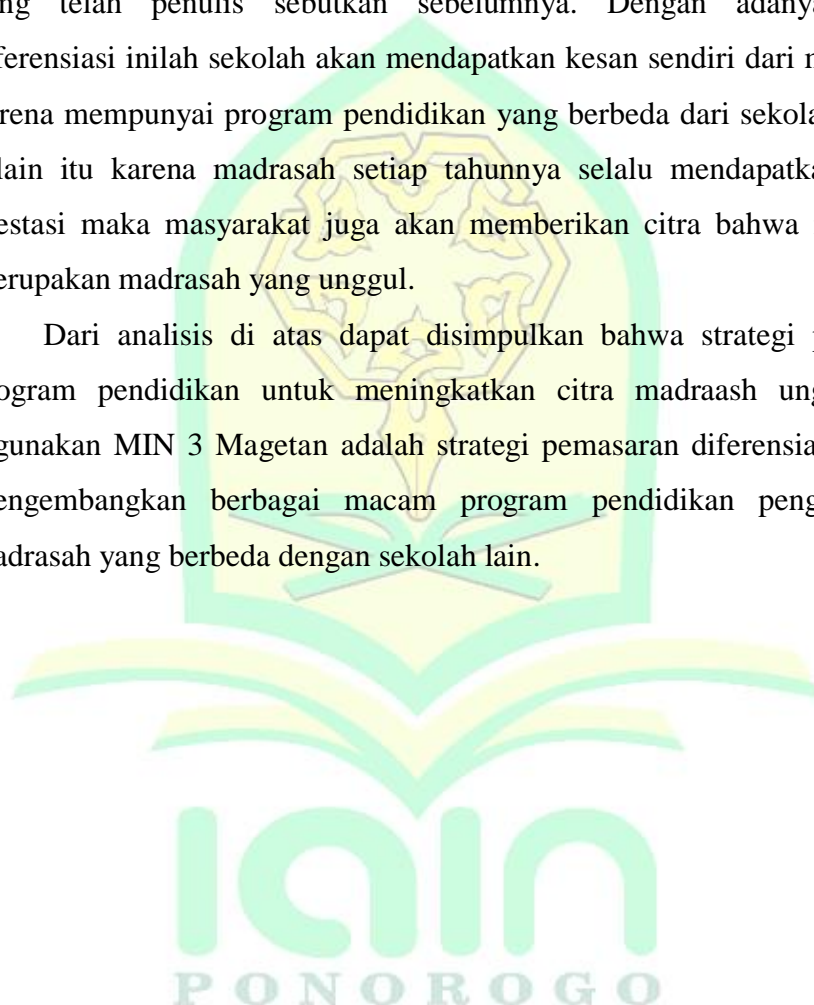 ng telah penulis sebutkan sebelumnya. Dengan adanya
ferensiasi inilah sekolah akan mendapatkan kesan sendiri dari m
rena mempunyai program pendidikan yang berbeda dari sekola
lain itu karena madrasah setiap tahunnya selalu mendapatka
estasi maka masyarakat juga akan memberikan citra bahwa
erupakan madrasah yang unggul.
Dari analisis di atas dapat disimpulkan bahwa strategi p
ogram pendidikan untuk meningkatkan citra madraash ung
gunakan MIN 3 Magetan adalah strategi pemasaran diferensia
engembangkan berbagai macam program pendidikan peng
adrasah yang berbeda dengan sekolah lain.
iain
PONOROGO